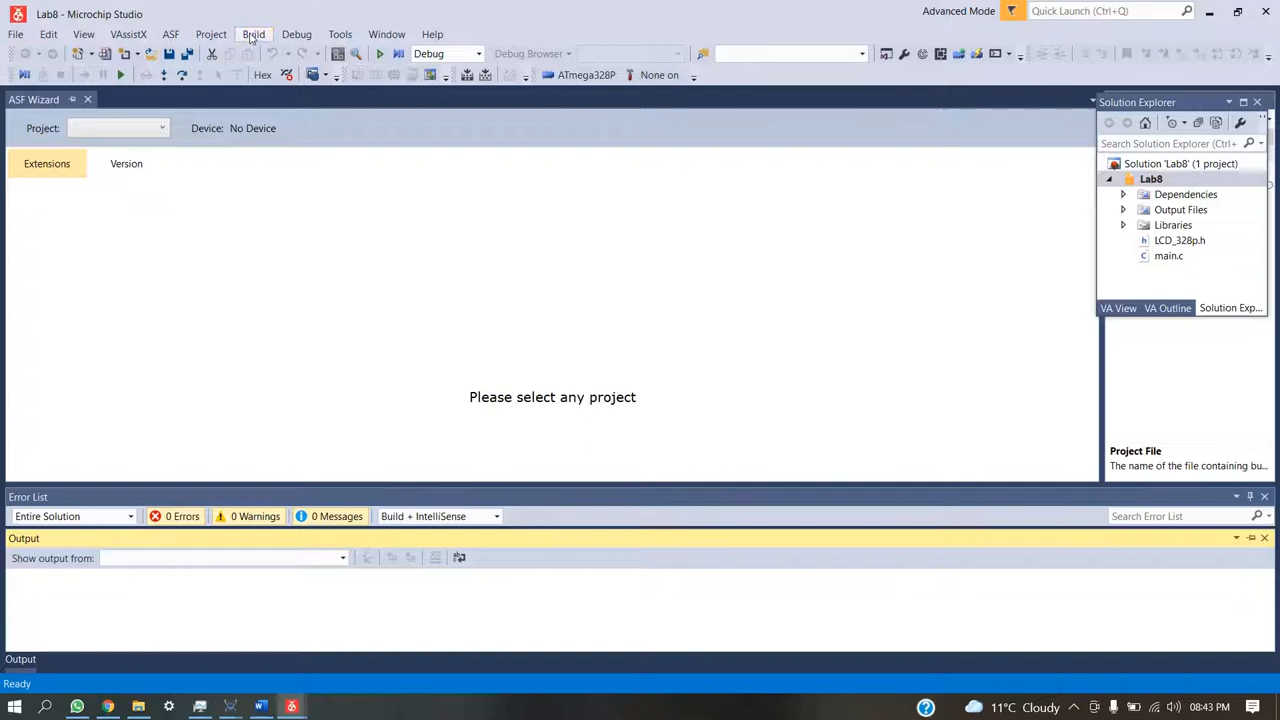 Lab8 - Microchip Studio
Advanced Mode
Quick Launch (Ctrl+Q)
File Edit View VAssistX ASF Project Build Debug Tools Window Help
Debug
Debug Browser
Hex
ATmega328P
None on
ASF Wizard
Project:
Device: No Device
Extensions
Version
Please select any project
Solution Explorer
Search Solution Explorer (Ctrl+
Solution 'Lab8' (1 project)
Lab8
Dependencies
Output Files
Libraries
LCD_328p.h
main.c
VA View VA Outline Solution Exp...
Project File
The name of the file containing bu...
Error List
Entire Solution
0 Errors
0 Warnings
0 Messages
Build + IntelliSense
Search Error List
Output
Show output from:
Output
Ready
11°C Cloudy
08:43 PM